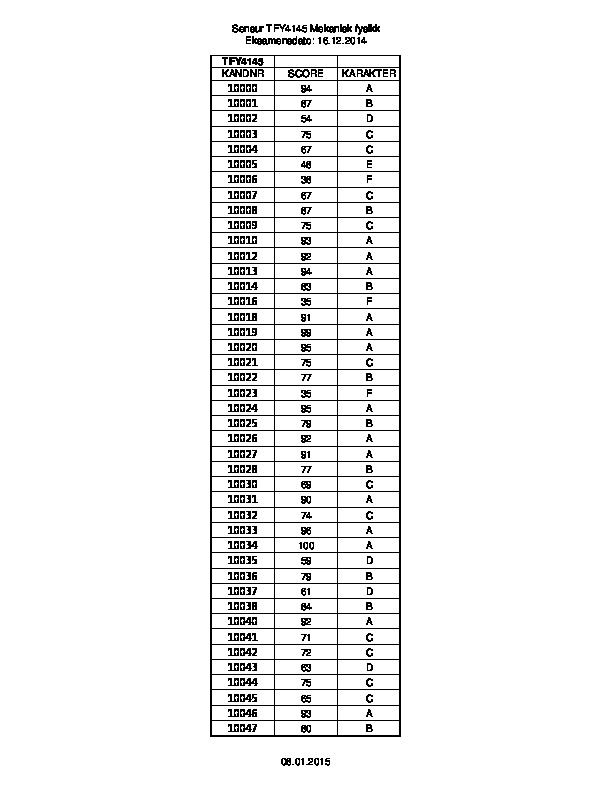 Sensur TFY4145 Mekanisk fysikk
Eksamensdato: 16.12.2014
TFY4145
KANDNR SCORE KARAKTER
10000 94 A
10001 87 B
10002 54 D
10003 75 C
10004 67 C
10005 E
10006 F
10007 67 C
10008 87 B
10009 75 C
10010 93 A
10012 92 A
10013 94 A
10014 83 B
10016 35 F
10018 91 A
10019 99 A
10020 95 A
10021 75 C
10022 77 B
10023 35 F
10024 95 A
10025 79 B
10026 92 A
10027 91 A
10028 77 B
10030 69 C
10031 90 A
10032 74 C
10033 96 A
10034 100 A
10035 59 D
10036 79 B
10037 61 D
10038 84 B
10040 92 A
10041 71 C
10042 72 C
10043 63 D
10044 75 C
10045 65 C
10046 93 A
10047 80 B
08.01.2015